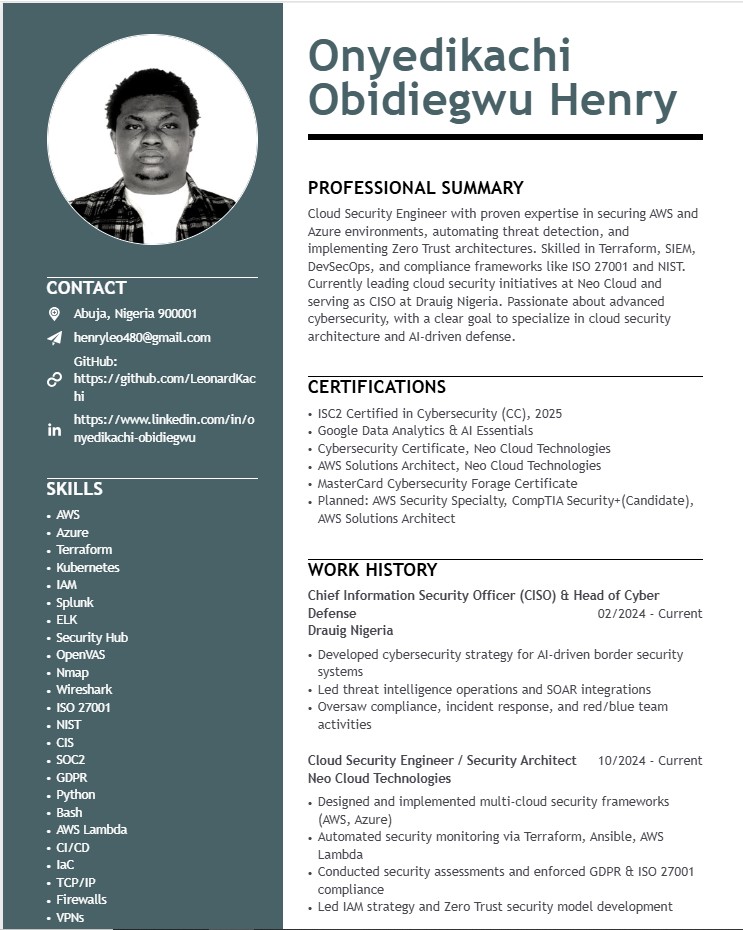 Onyedikachi
Obidiegwu Henry
CONTACT
Abuja, Nigeria 900001
henryleo480@gmail.com
GitHub:
https://github.com/LeonardKac
hi
https://www.linkedin.com/in/o
nyedikachi-obidiegwu
SKILLS
• AWS
• Azure
• Terraform
• Kubernetes
• IAM
• Splunk
• ELK
• Security Hub
• OpenVAS
• Nmap
• Wireshark
• ISO 27001
• NIST
• CIS
• SOC2
• GDPR
• Python
• Bash
• AWS Lambda
• CI/CD
• IaC
• TCP/IP
• Firewalls
• VPNs
PROFESSIONAL SUMMARY
Cloud Security Engineer with proven expertise in securing AWS and
Azure environments, automating threat detection, and
implementing Zero Trust architectures. Skilled in Terraform, SIEM,
DevSecOps, and compliance frameworks like ISO 27001 and NIST.
Currently leading cloud security initiatives at Neo Cloud and
serving as CISO at Drauig Nigeria. Passionate about advanced
cybersecurity, with a clear goal to specialize in cloud security
architecture and AI-driven defense.
CERTIFICATIONS
• ISC2 Certified in Cybersecurity (CC), 2025
• Google Data Analytics & AI Essentials
• Cybersecurity Certificate, Neo Cloud Technologies
• AWS Solutions Architect, Neo Cloud Technologies
• MasterCard Cybersecurity Forage Certificate
• Planned: AWS Security Specialty, CompTIA Security+(Candidate),
AWS Solutions Architect
WORK HISTORY
Chief Information Security Officer (CISO) & Head of Cyber
Defense 02/2024 - Current
Drauig Nigeria
• Developed cybersecurity strategy for AI-driven border security
systems
• Led threat intelligence operations and SOAR integrations
• Oversaw compliance, incident response, and red/blue team
activities
Cloud Security Engineer / Security Architect 10/2024 - Current
Neo Cloud Technologies
• Designed and implemented multi-cloud security frameworks
(AWS, Azure)
• Automated security monitoring via Terraform, Ansible, AWS
Lambda
• Conducted security assessments and enforced GDPR & ISO 27001
compliance
• Led IAM strategy and Zero Trust security model development